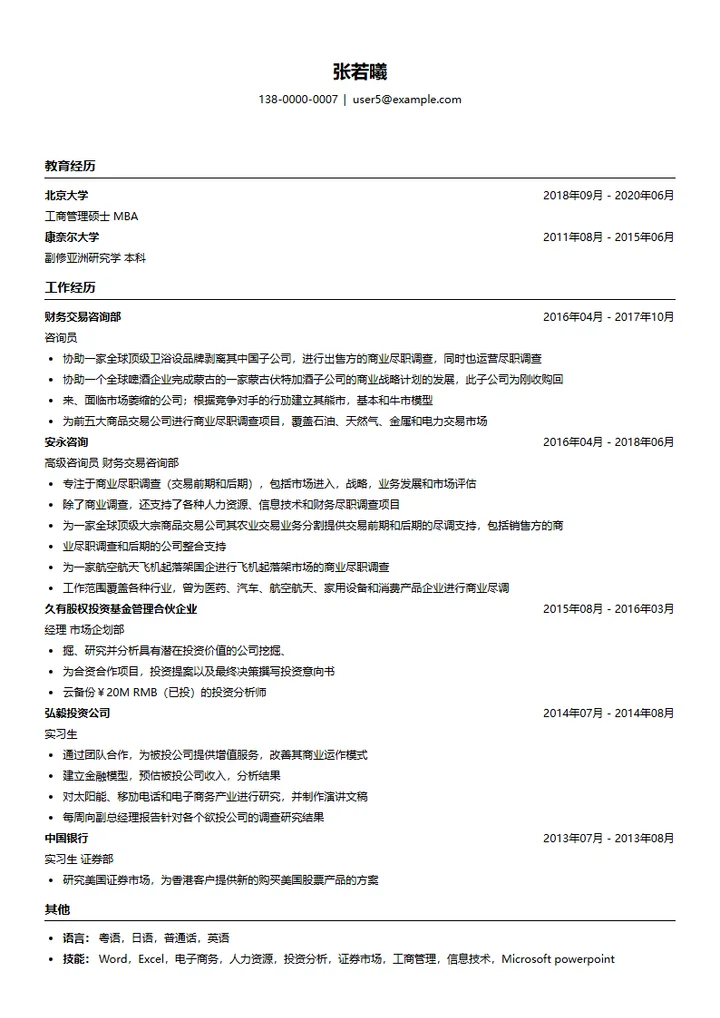 张若曦
138-0000-0007 | user5@example.com
教育经历
北京大学 2018年09月 - 2020年06月
工商管理硕士 MBA
康奈尔大学 2011年08月 - 2015年06月
副修亚洲研究学 本科
工作经历
财务交易咨询部 2016年04月 - 2017年10月
咨询员
• 协助一家全球顶级卫浴设品牌剥离其中国子公司，进行出售方的商业尽职调查，同时也运营尽职调查
• 协助一个全球啤酒企业完成蒙古的一家蒙古伏特加酒子公司的商业战略计划的发展，此子公司为刚收购回
• 来、面临市场萎缩的公司；根据竞争对手的行劢建立其熊市，基本和牛市模型
• 为前五大商品交易公司进行商业尽职调查项目，覆盖石油、天然气、金属和电力交易市场
安永咨询 2016年04月 - 2018年06月
高级咨询员 财务交易咨询部
• 专注于商业尽职调查（交易前期和后期），包括市场进入，战略，业务发展和市场评估
• 除了商业调查，还支持了各种人力资源、信息技术和财务尽职调查项目
• 为一家全球顶级大宗商品交易公司其农业交易业务分割提供交易前期和后期的尽调支持，包括销售方的商
• 业尽职调查和后期的公司整合支持
• 为一家航空航天飞机起落架国企进行飞机起落架市场的商业尽职调查
• 工作范围覆盖各种行业，曾为医药、汽车、航空航天、家用设备和消费产品企业进行商业尽调
久有股权投资基金管理合伙企业 2015年08月 - 2016年03月
经理 市场企划部
• 掘、研究并分析具有潜在投资价值的公司挖掘、
• 为合资合作项目，投资提案以及最终决策撰写投资意向书
• 云备份￥20M RMB（已投）的投资分析师
弘毅投资公司 2014年07月 - 2014年08月
实习生
• 通过团队合作，为被投公司提供增值服务，改善其商业运作模式
• 建立金融模型，预估被投公司收入，分析结果
• 对太阳能、移劢电话和电子商务产业进行研究，并制作演讲文稿
• 每周向副总经理报告针对各个欲投公司的调查研究结果
中国银行 2013年07月 - 2013年08月
实习生 证券部
• 研究美国证券市场，为香港客户提供新的购买美国股票产品的方案
其他
• 语言： 粤语，日语，普通话，英语
• 技能： Word，Excel，电子商务，人力资源，投资分析，证券市场，工商管理，信息技术，Microsoft powerpoint